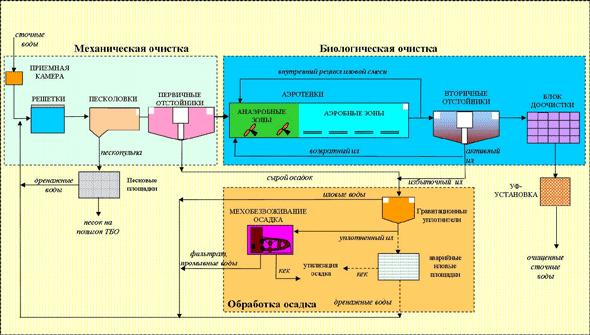 Механическая очистка
Биологическая очистка
сточные
воды
ПРИЕМНАЯ
КАМЕРА
РЕШЕТКИ
ПЕСКОЛОВКИ
ПЕРВИЧНЫЕ
ОТСТОЙНИКИ
внутренний рецикл иловой смеси
АЭРОТЕНКИ
АНАЭРОБНЫЕ
ЗОНЫ
АЭРОБНЫЕ ЗОНЫ
ВТОРИЧНЫЕ
ОТСТОЙНИКИ
БЛОК
ДООЧИСТКИ
возвратный ил
активный
ил
пескопульпа
дренажные
воды
Песковые
площадки
песок на
полигон ТБО
сырой осадок
избыточный ил
УФ-
УСТАНОВКА
очищенные
сточные
воды
иловые воды
Гравитационные
уплотнители
МЕХОБЕЗВОЖИВАНИЕ
ОСАДКА
уплотненный ил
фильтрат,
промывные воды
кек
утилизация
осадка
кек
аварийные
иловые
площадки
дренажные воды
Обработка осадка